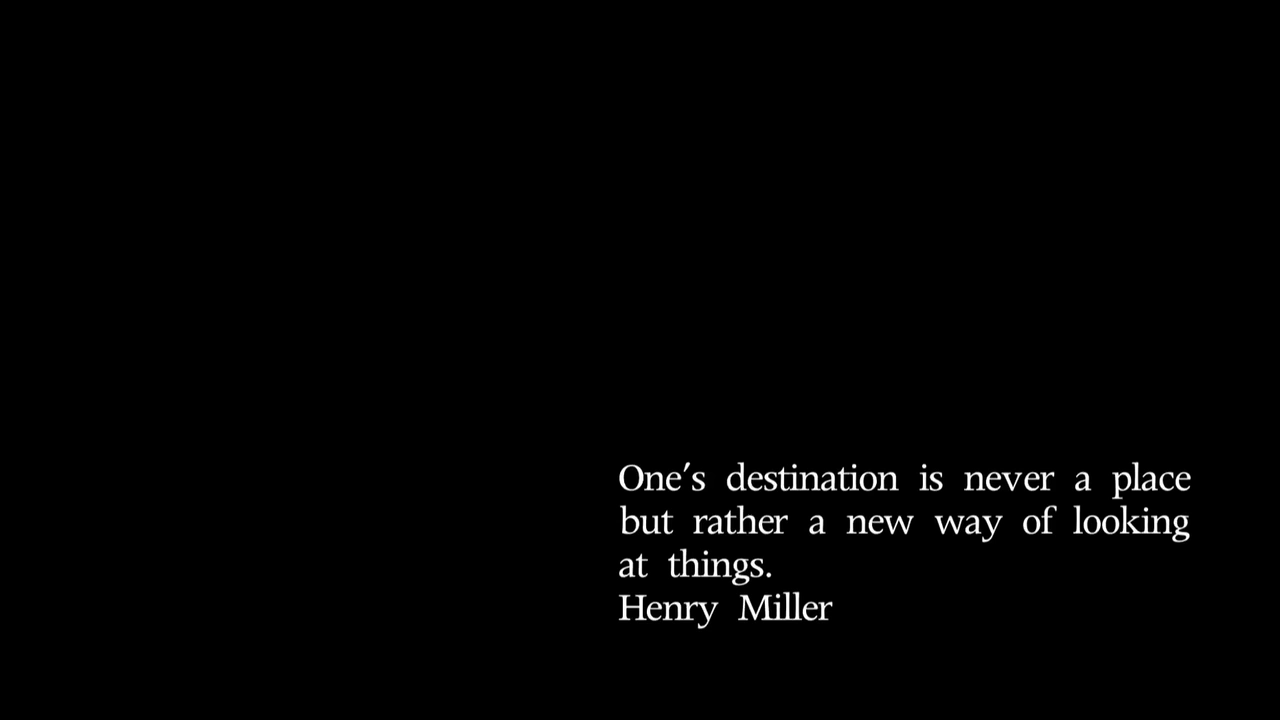 One's destination is never a place
but rather a new way of looking
at things.
Henry Miller